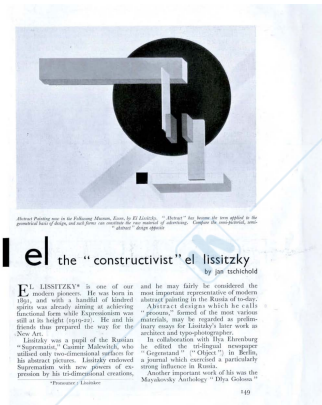 Abstract Painting now in the Folkwang Museum, Essen, by El Lissitzky. "Abstract" has become the term applied to the
geometrical basis of design, and such forms can constitute the raw material of advertising. Compare the semi-pictorial, semi-
"abstract" design opposite
el the "constructivist" el lissitzky
by jan tschichold
EL LISSITZKY* is one of our
modern pioneers. He was born in
1891, and with a handful of kindred
spirits was already aiming at achieving
functional form while Expressionism was
still at its height (1919-22). He and his
friends thus prepared the way for the
New Art.
Lissitzky was a pupil of the Russian
"Suprematist," Casimir Malewitch, who
utilised only two-dimensional surfaces for
his abstract pictures. Lissitzky endowed
Suprematism with new powers of ex-
pression by his tri-dimensional creations,
*Pronounce: Lissitsker
and he may fairly be considered the
most important representative of modern
abstract painting in the Russia of to-day.
Abstract designs which he calls
"prouns," formed of the most various
materials, may be regarded as prelim-
inary essays for Lissitzky's later work as
architect and typo-photographer.
In collaboration with Ilya Ehrenburg
he edited the tri-lingual newspaper
"Gegenstand" ("Object") in Berlin,
a journal which exercised a particularly
strong influence in Russia.
Another important work of his was the
Mayakovsky Anthology "Dlya Golossa"
149